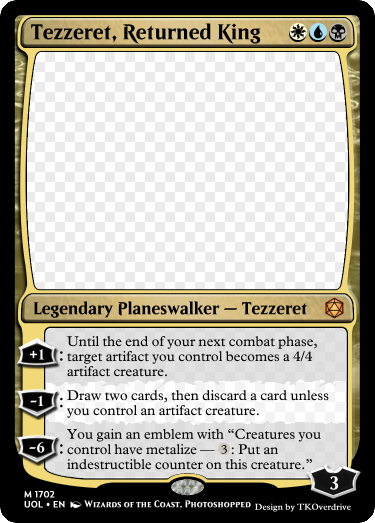 Tezzeret, Returned King
Legendary Planeswalker — Tezzeret
+1 : Until the end of your next combat phase,
target artifact you control becomes a 4/4
artifact creature.
-1 : Draw two cards, then discard a card unless
you control an artifact creature.
-6 : You gain an emblem with “Creatures you
control have metalize — 3 : Put an
indestructible counter on this creature.”
3
M 1702
UOL • EN Wizards of the Coast, Photoshopped
Design by TKOverdrive